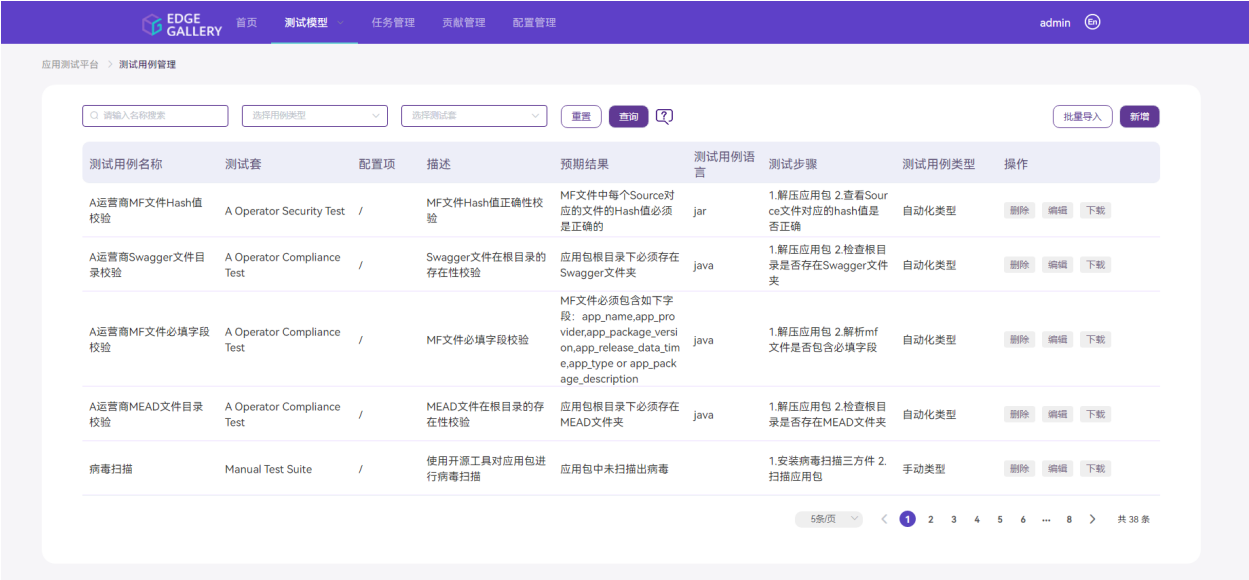 EDGE GALLERY 首页 测试模型 任务管理 贡献管理 配置管理 admin En
应用测试平台 > 测试用例管理
请输入名称搜索 选择用例类型 选择测试套 重置 查询 ? 批量导入 新增
测试用例名称 测试套 配置项 描述 预期结果 测试用例语言 测试步骤 测试用例类型 操作
A运营商MF文件Hash值校验 A Operator Security Test / MF文件Hash值正确性校验 MF文件中每个Source对应的文件的Hash值必须是正确的 jar 1.解压应用包 2.查看Source文件对应的hash值是否正确 自动化类型 删除 编辑 下载
A运营商Swagger文件目录校验 A Operator Compliance Test / Swagger文件在根目录的存在性校验 应用包根目录下必须存在Swagger文件夹 java 1.解压应用包 2.检查根目录是否存在Swagger文件夹 自动化类型 删除 编辑 下载
A运营商MF文件必填字段校验 A Operator Compliance Test / MF文件必填字段校验 MF文件必须包含如下字段：app_name,app_provider,app_package_version,app_release_data_time,app_type or app_package_description java 1.解压应用包 2.解析mf文件是否包含必填字段 自动化类型 删除 编辑 下载
A运营商MEAD文件目录校验 A Operator Compliance Test / MEAD文件在根目录的存在性校验 应用包根目录下必须存在MEAD文件夹 java 1.解压应用包 2.检查根目录是否存在MEAD文件夹 自动化类型 删除 编辑 下载
病毒扫描 Manual Test Suite / 使用开源工具对应用包进行病毒扫描 应用包中未扫描出病毒 1.安装病毒扫描三方件 2.扫描应用包 手动类型 删除 编辑 下载
5条/页 < 1 2 3 4 5 6 ... 8 > 共 38 条